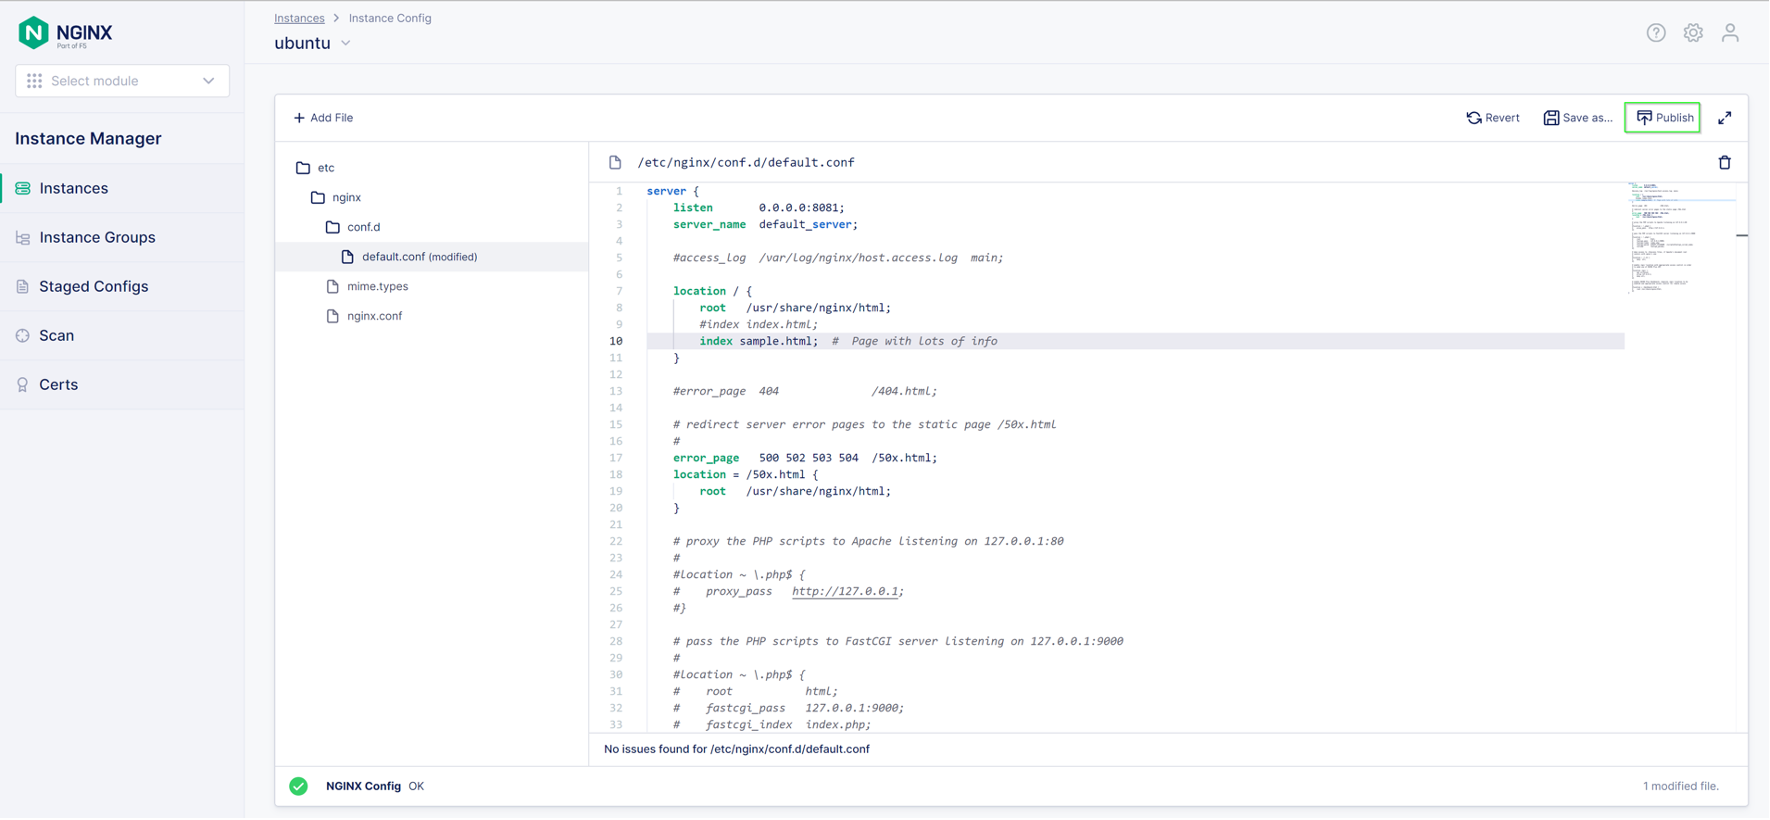 NGINX
Part of F5
Select module
Instance Manager
Instances
Instance Groups
Staged Configs
Scan
Certs
Instances > Instance Config
ubuntu
+ Add File
Revert
Save as...
Publish
etc
nginx
conf.d
default.conf (modified)
mime.types
nginx.conf
/etc/nginx/conf.d/default.conf
1 server {
2     listen       0.0.0.0:8081;
3     server_name  default_server;
4
5     #access_log  /var/log/nginx/host.access.log  main;
6
7     location / {
8         root   /usr/share/nginx/html;
9         #index index.html;
10         index sample.html;  #  Page with lots of info
11     }
12
13     #error_page  404              /404.html;
14
15     # redirect server error pages to the static page /50x.html
16     #
17     error_page   500 502 503 504  /50x.html;
18     location = /50x.html {
19         root   /usr/share/nginx/html;
20     }
21
22     # proxy the PHP scripts to Apache listening on 127.0.0.1:80
23     #
24     #location ~ \.php$ {
25     #    proxy_pass   http://127.0.0.1;
26     #}
27
28     # pass the PHP scripts to FastCGI server listening on 127.0.0.1:9000
29     #
30     #location ~ \.php$ {
31     #    root           html;
32     #    fastcgi_pass   127.0.0.1:9000;
33     #    fastcgi_index  index.php;
No issues found for /etc/nginx/conf.d/default.conf
NGINX Config OK
1 modified file.